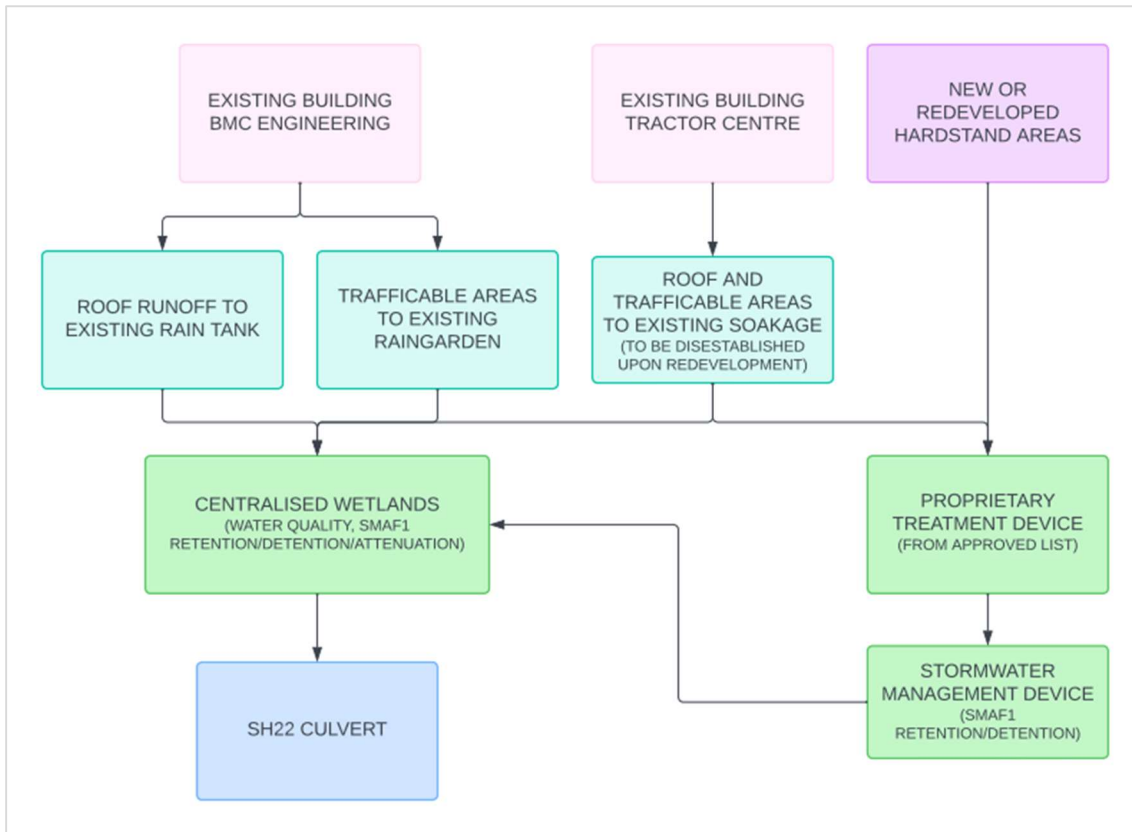 EXISTING BUILDING
BMC ENGINEERING
EXISTING BUILDING
TRACTOR CENTRE
NEW OR
REDEVELOPED
HARDSTAND AREAS
ROOF RUNOFF TO
EXISTING RAIN TANK
TRAFFICABLE AREAS
TO EXISTING
RAINGARDEN
ROOF AND
TRAFFICABLE AREAS
TO EXISTING SOAKAGE
(TO BE DISESTABLISHED
UPON REDEVELOPMENT)
CENTRALISED WETLANDS
(WATER QUALITY, SMAF1
RETENTION/DETENTION/ATTENUATION)
PROPRIETARY
TREATMENT DEVICE
(FROM APPROVED LIST)
SH22 CULVERT
STORMWATER
MANAGEMENT DEVICE
(SMAF1
RETENTION/DETENTION)